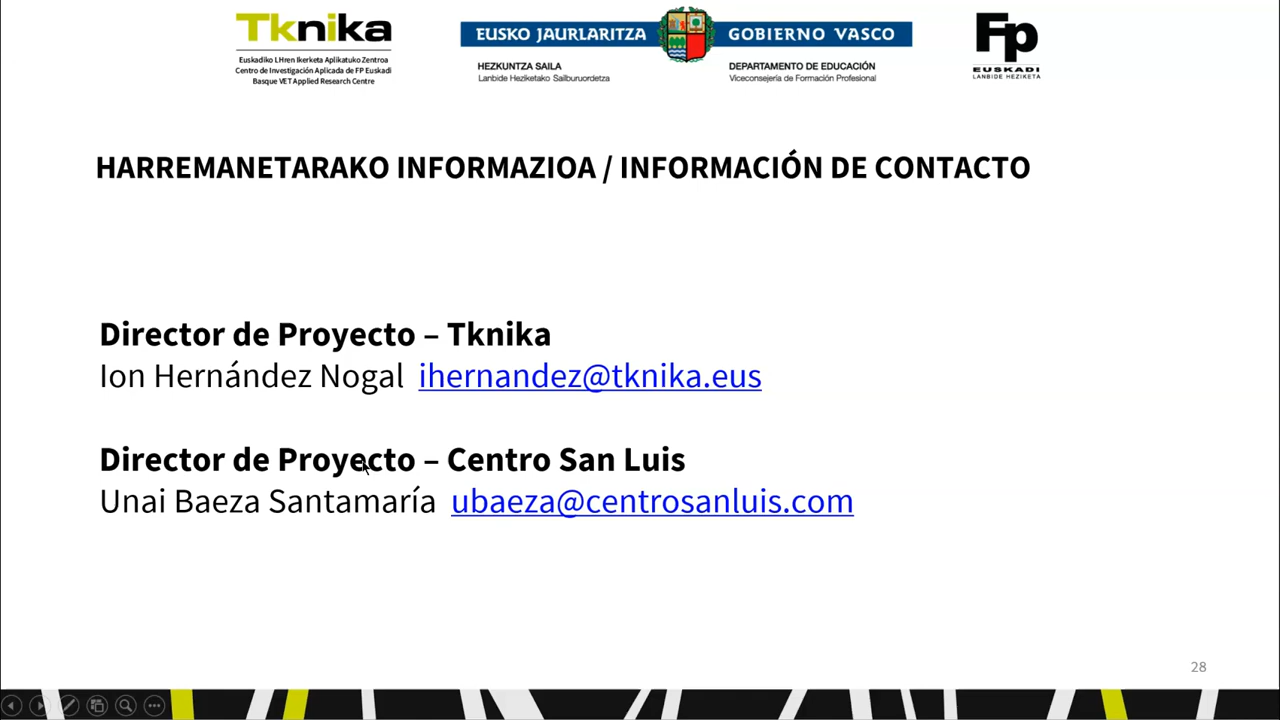 Tknika
Euskadiko LHren Ikerketa Aplikatuko Zentroa
Centro de Investigación Aplicada de FP Euskadi
Basque VET Applied Research Centre
EUSKO JAURLARITZA GOBIERNO VASCO
HEZKUNTZA SAILA
Lanbide Heziketako Sailburuordetza
DEPARTAMENTO DE EDUCACIÓN
Viceconsejería de Formación Profesional
Fp
EUSKADI
LANBIDE HEZIKETA
HARREMANETARAKO INFORMAZIOA / INFORMACIÓN DE CONTACTO
Director de Proyecto – Tknika
Ion Hernández Nogal ihernandez@tknika.eus
Director de Proyecto – Centro San Luis
Unai Baeza Santamaría ubaeza@centrosanluis.com
28